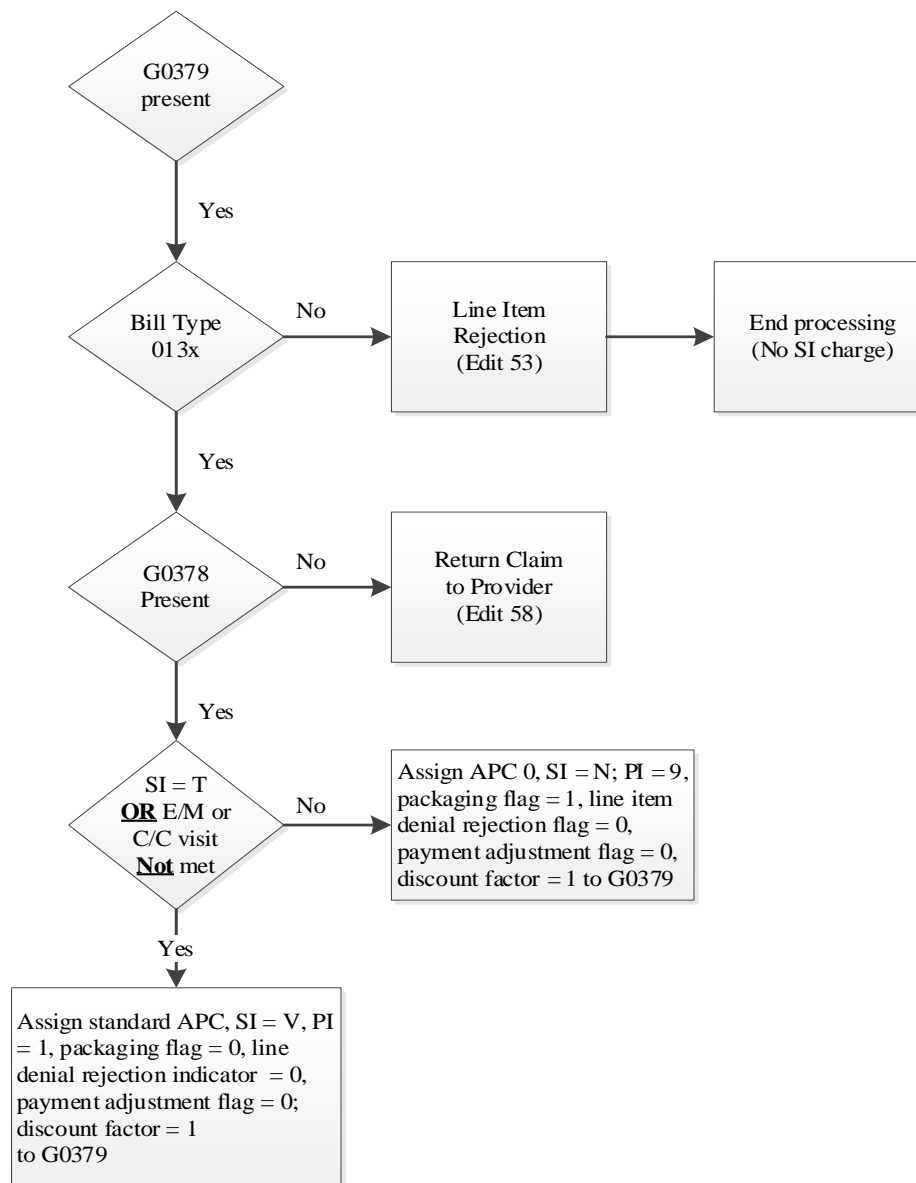 G0379
present
Yes
Bill Type
013x
No
Line Item
Rejection
(Edit 53)
End processing
(No SI charge)
Yes
G0378
Present
No
Return Claim
to Provider
(Edit 58)
Yes
SI = T
OR E/M or
C/C visit
Not met
No
Assign APC 0, SI = N; PI = 9,
packaging flag = 1, line item
denial rejection flag = 0,
payment adjustment flag = 0,
discount factor = 1 to G0379
Yes
Assign standard APC, SI = V, PI
= 1, packaging flag = 0, line
denial rejection indicator = 0,
payment adjustment flag = 0;
discount factor = 1
to G0379